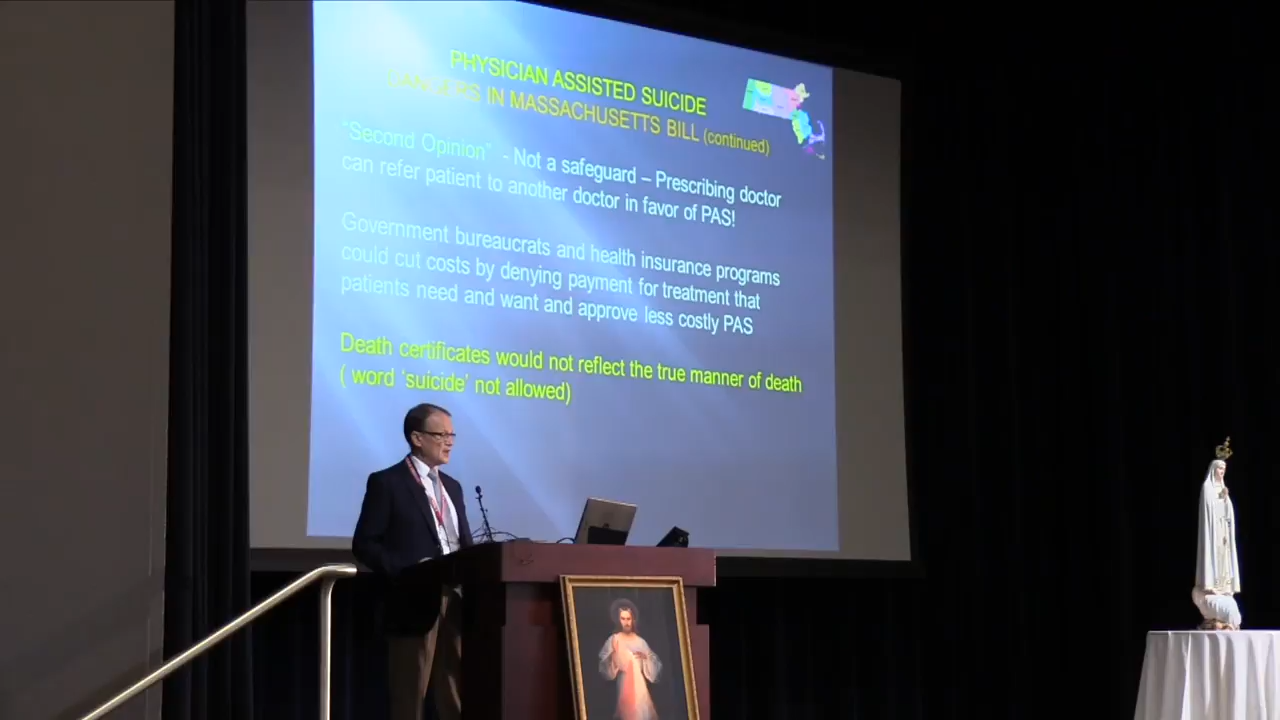 PHYSICIAN ASSISTED SUICIDE
DANGERS IN MASSACHUSETTS BILL (continued)
"Second Opinion" - Not a safeguard – Prescribing doctor
can refer patient to another doctor in favor of PAS!
Government bureaucrats and health insurance programs
could cut costs by denying payment for treatment that
patients need and want and approve less costly PAS
Death certificates would not reflect the true manner of death
( word 'suicide' not allowed)